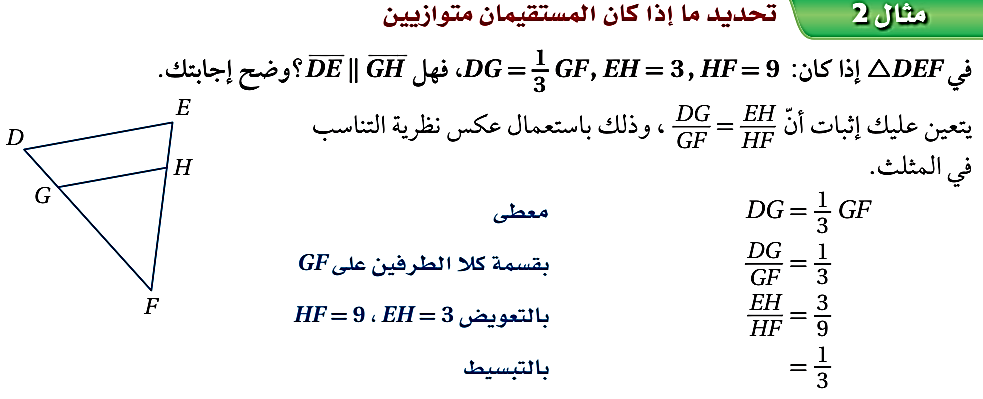 مثال 2 تحديد ما إذا كان المستقيمان متوازيين
في △DEF إذا كان: DG = 1/3 GF, EH = 3, HF = 9، فهل DE ∥ GH؟ وضح إجابتك.
يتعين عليك إثبات أنّ DG/GF = EH/HF، وذلك باستعمال عكس نظرية التناسب
في المثلث.
DG = 1/3 GF معطى
DG/GF = 1/3 بقسمة كلا الطرفين على GF
EH/HF = 3/9 بالتعويض EH = 3 ، HF = 9
= 1/3 بالتبسيط
E
D
H
G
F